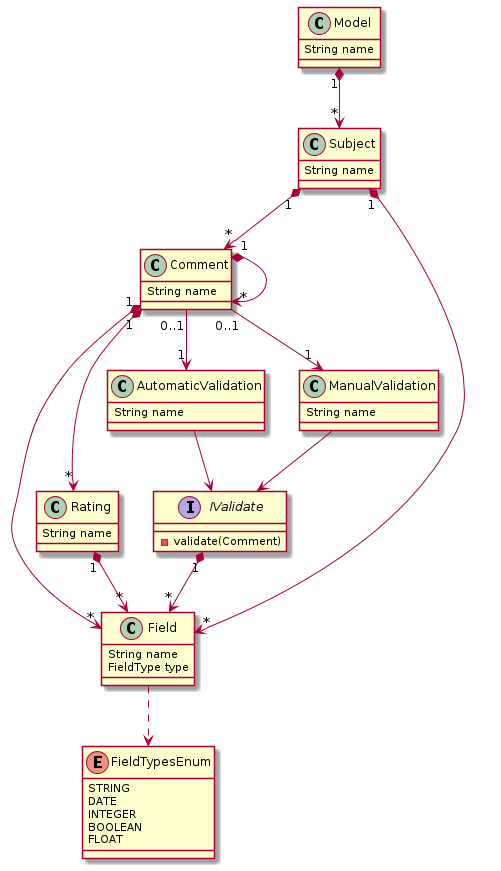 C Model
String name
1
*
C Subject
String name
1
1
*
1
C Comment
String name
*
1
1
0..1
0..1
1
1
C AutomaticValidation
String name
C ManualValidation
String name
*
C Rating
String name
I IValidate
validate(Comment)
1
1
*
*
*
*
C Field
String name
FieldType type
E FieldTypesEnum
STRING
DATE
INTEGER
BOOLEAN
FLOAT